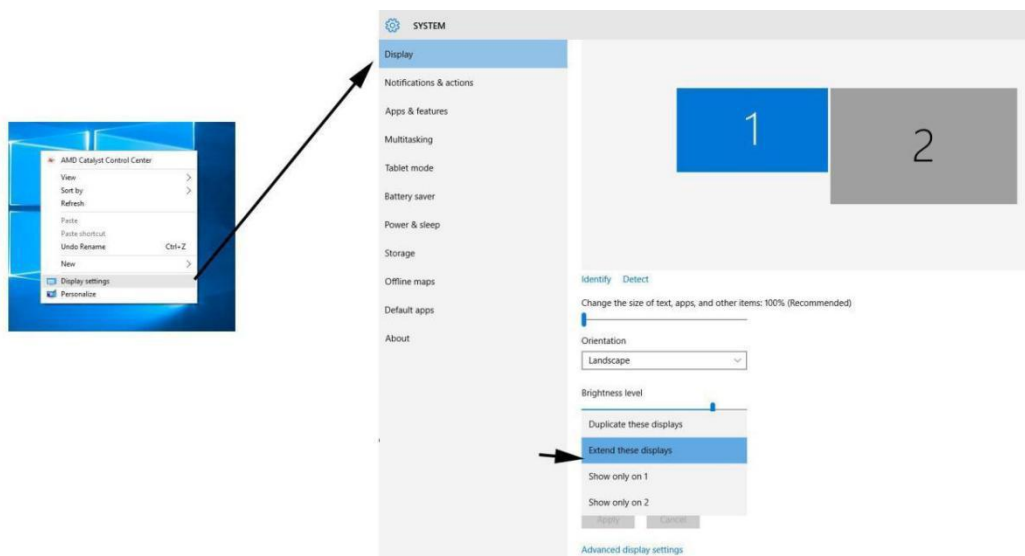 AMD Catalyst Control Center
View
Sort by
Refresh
Paste
Paste shortcut
Undo Rename Ctrl+Z
New
Display settings
Personalize
SYSTEM
Display
Notifications & actions
Apps & features
Multitasking
Tablet mode
Battery saver
Power & sleep
Storage
Offline maps
Default apps
About
1
2
Identify Detect
Change the size of text, apps, and other items: 100% (Recommended)
Orientation
Landscape
Brightness level
Duplicate these displays
Extend these displays
Show only on 1
Show only on 2
Apply Cancel
Advanced display settings